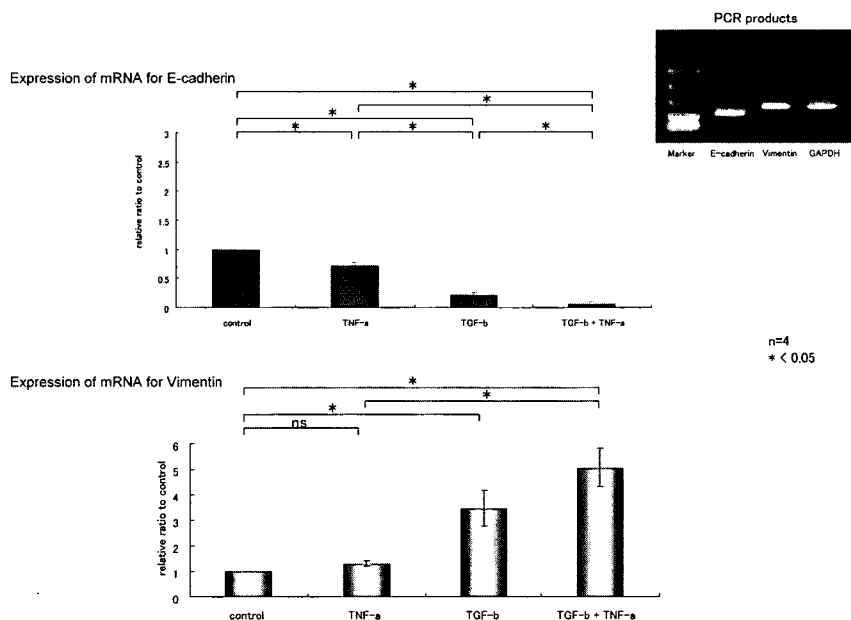 PCR products
Marker E-cadherin Vimentin GAPDH
Expression of mRNA for E-cadherin
*
*
*
* * *
relative ratio to control
3
2.5
2
1.5
1
0.5
0
control TNF-a TGF-b TGF-b + TNF-a
n=4
* < 0.05
Expression of mRNA for Vimentin
*
*
*
ns
relative ratio to control
6
5
4
3
2
1
0
control TNF-a TGF-b TGF-b + TNF-a